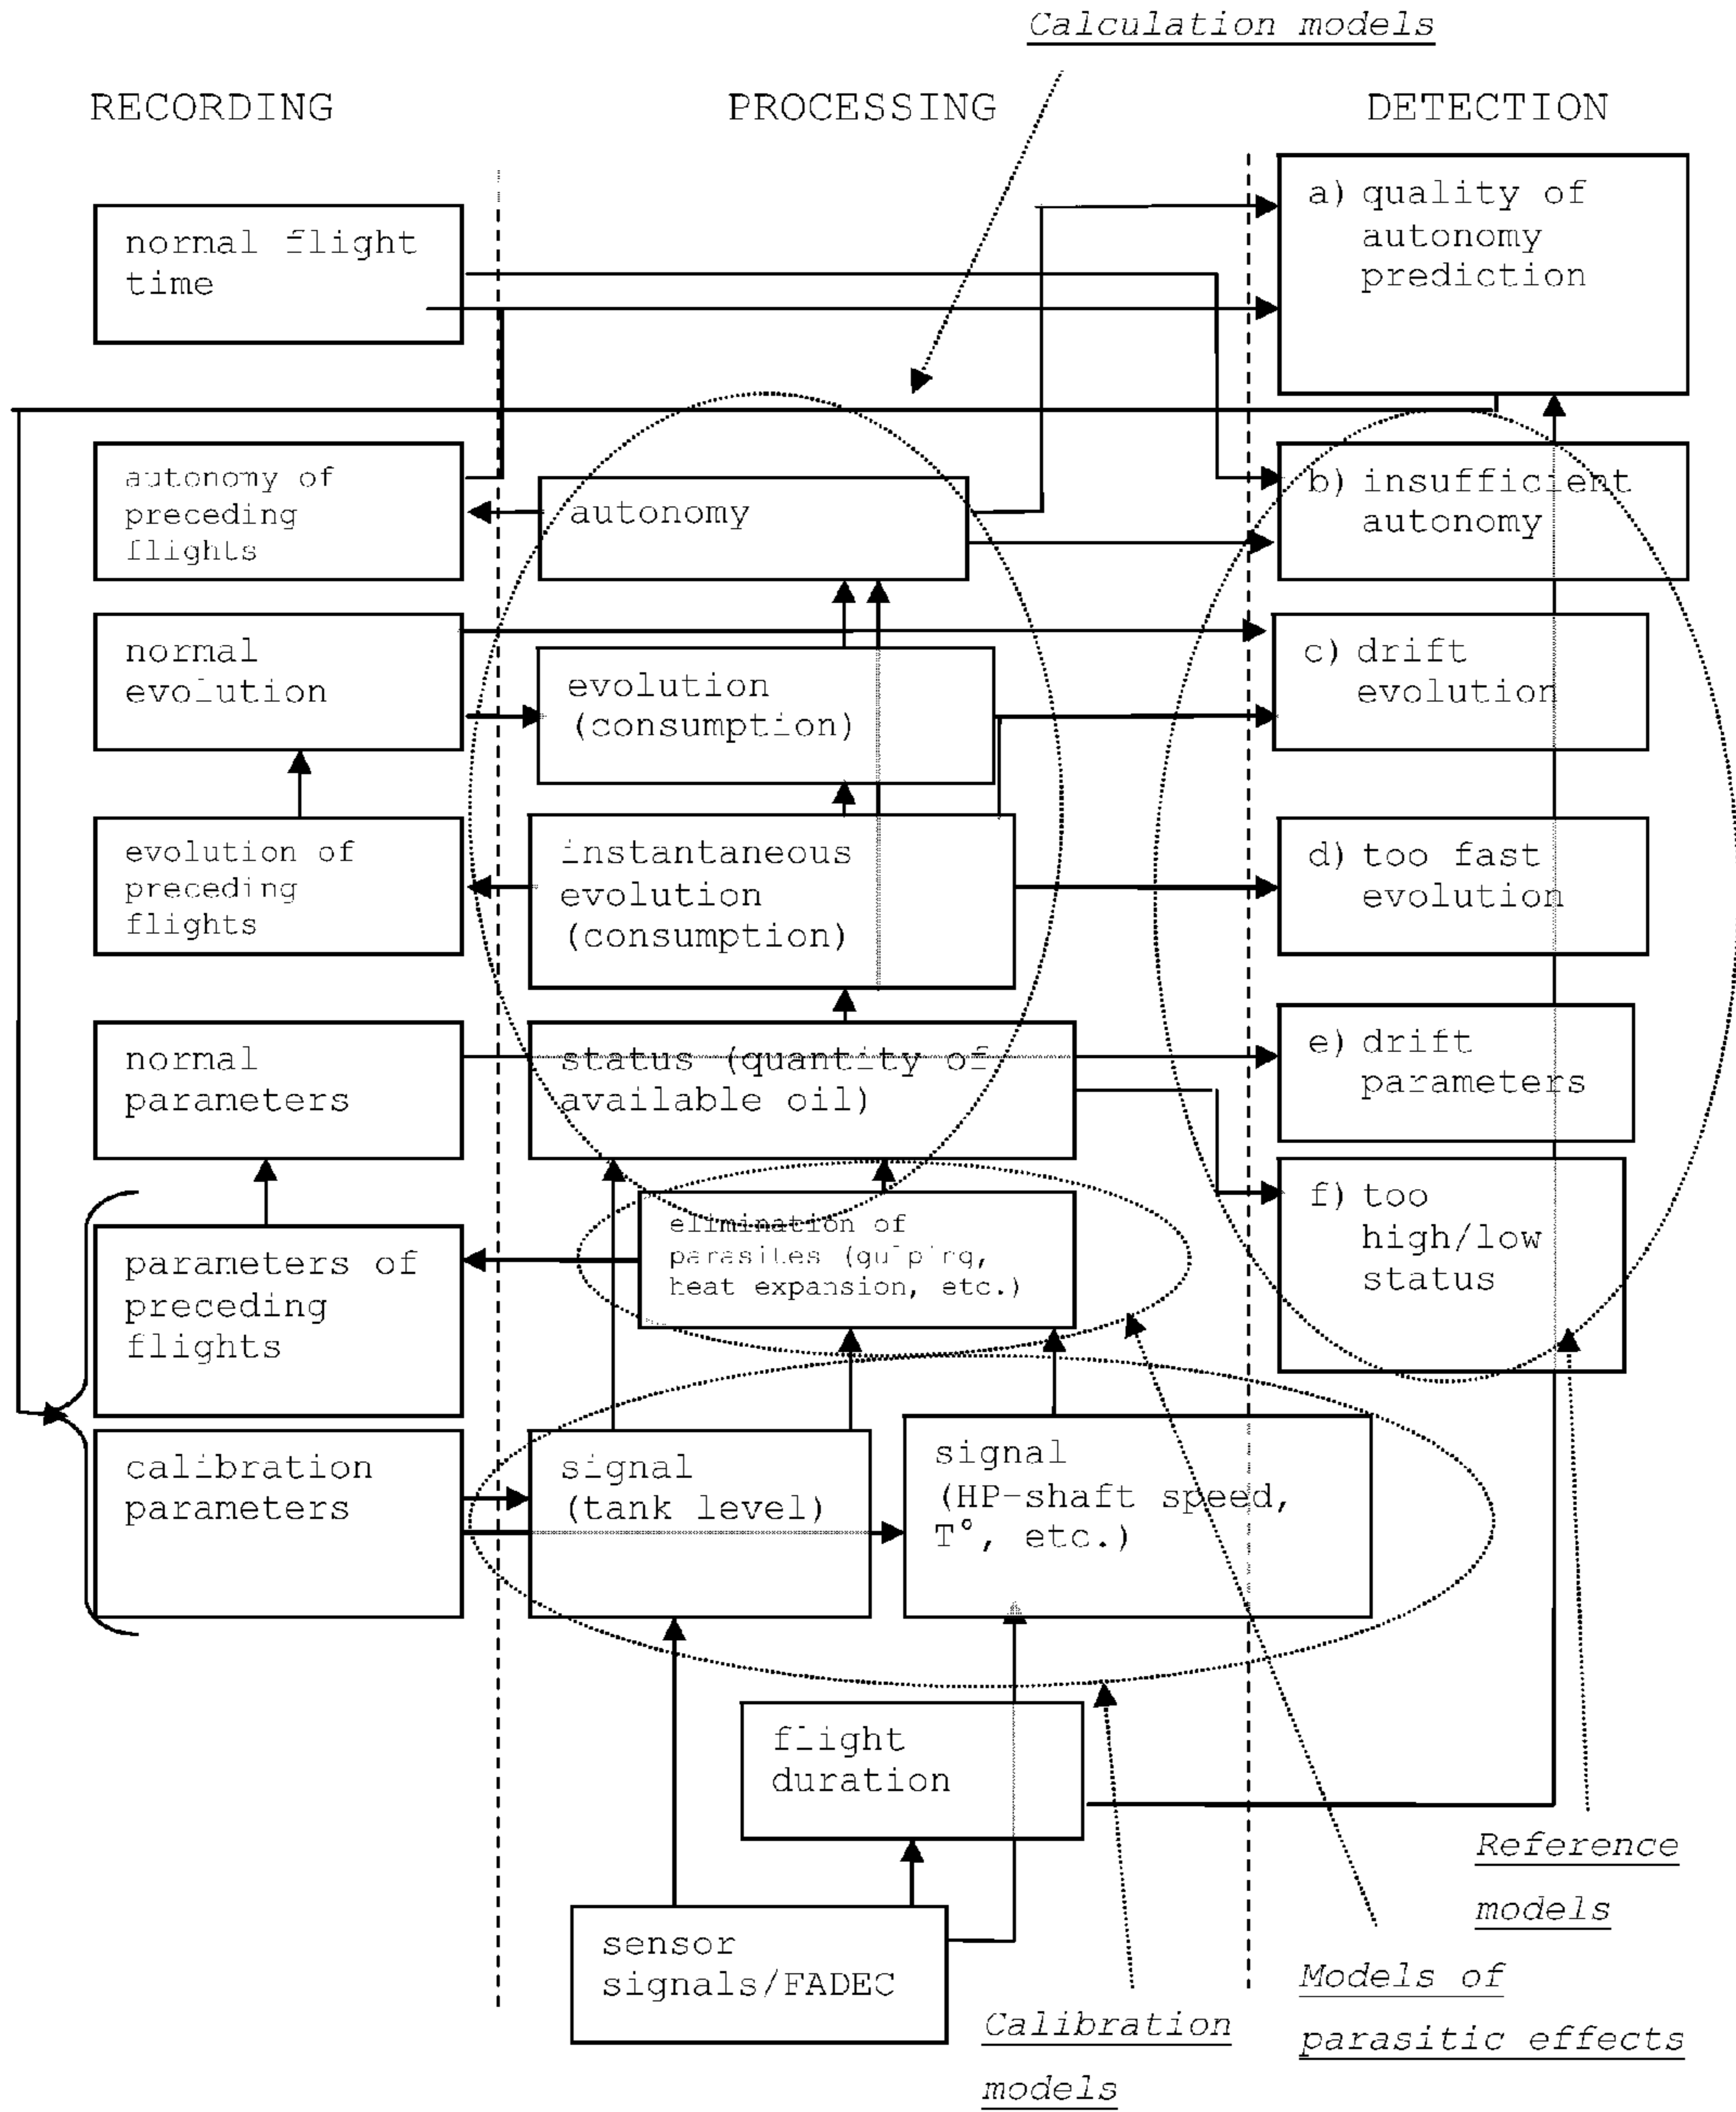 Calculation models
RECORDING
PROCESSING
DETECTION
normal flight
time
a) quality of
autonomy
prediction
autonomy of
preceding
flights
autonomy
b) insufficient
autonomy
normal
evolution
evolution
(consumption)
c) drift
evolution
evolution of
preceding
flights
instantaneous
evolution
(consumption)
d) too fast
evolution
normal
parameters
status (quantity of
available oil)
e) drift
parameters
parameters of
preceding
flights
elimination of
parasites (gulping,
heat expansion, etc.)
f) too
high/low
status
calibration
parameters
signal
(tank level)
signal
(HP-shaft speed,
T°, etc.)
flight
duration
sensor
signals/FADEC
Reference
models
Models of
parasitic effects
Calibration
models